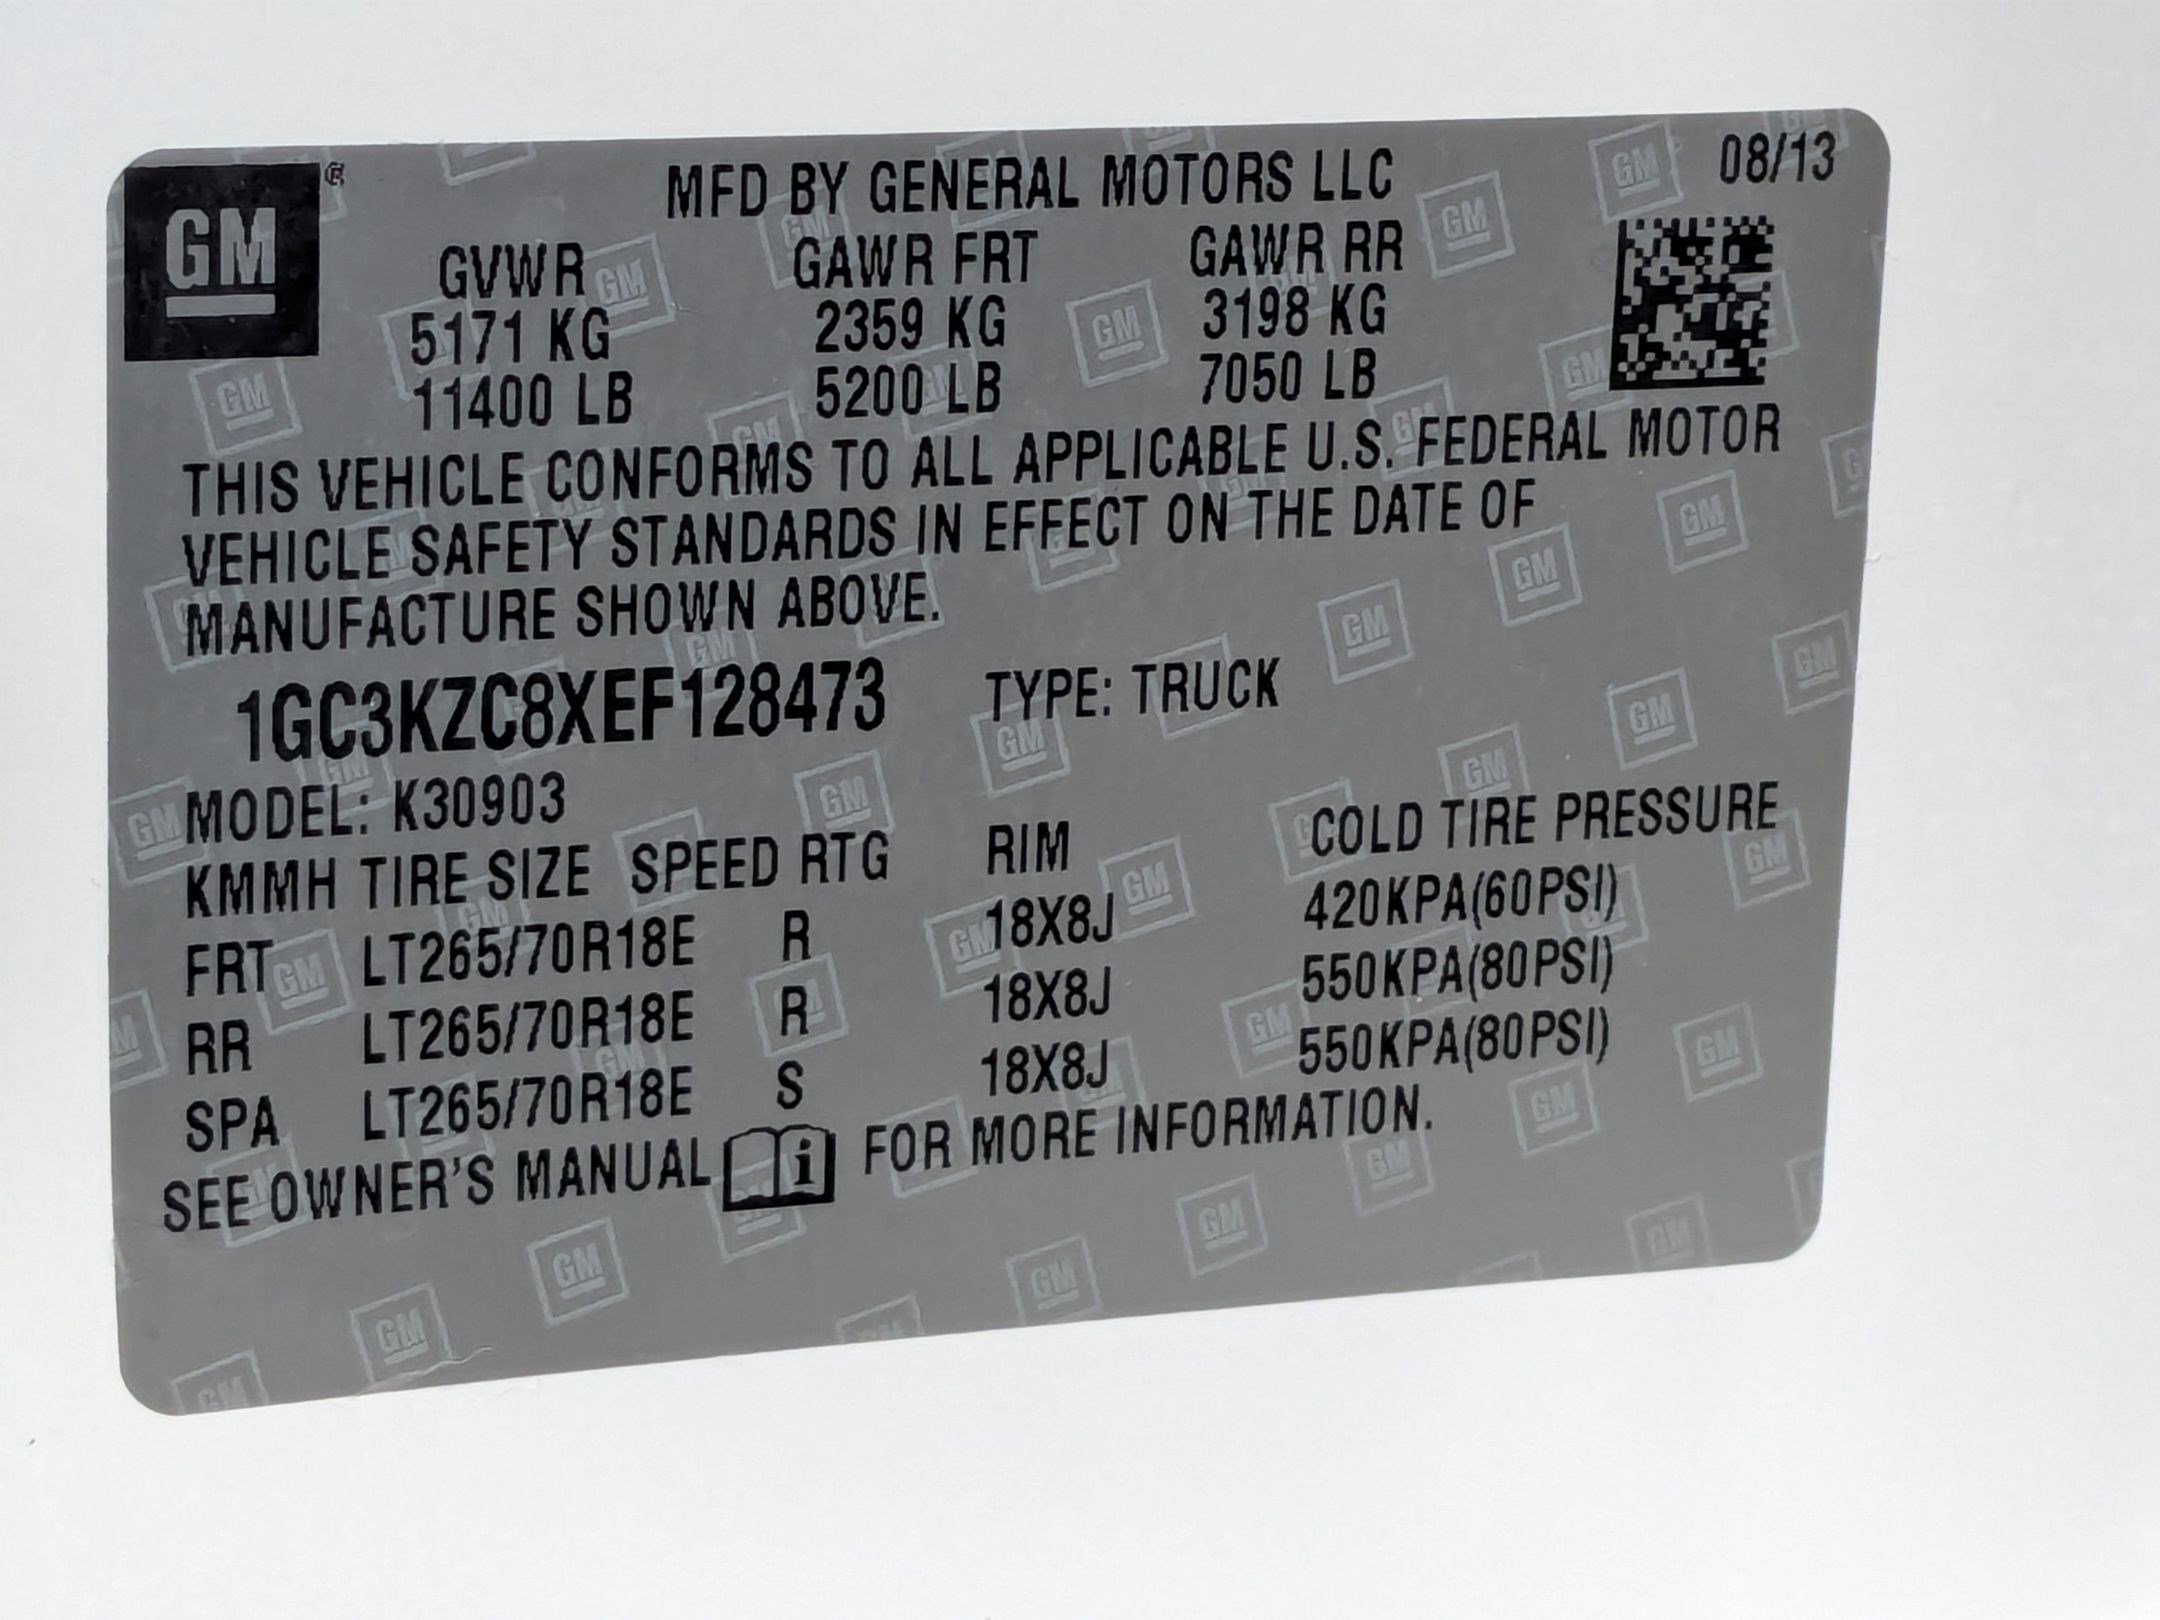 GM
MFD BY GENERAL MOTORS LLC 08/13
GVWR GAWR FRT GAWR RR
5171 KG 2359 KG 3198 KG
11400 LB 5200 LB 7050 LB
THIS VEHICLE CONFORMS TO ALL APPLICABLE U.S. FEDERAL MOTOR
VEHICLE SAFETY STANDARDS IN EFFECT ON THE DATE OF
MANUFACTURE SHOWN ABOVE.
1GC3KZC8XEF128473 TYPE: TRUCK
MODEL: K30903
KMMH TIRE SIZE SPEED RTG RIM COLD TIRE PRESSURE
FRT LT265/70R18E R 18X8J 420KPA(60PSI)
RR LT265/70R18E R 18X8J 550KPA(80PSI)
SPA LT265/70R18E S 18X8J 550KPA(80PSI)
SEE OWNER'S MANUAL i FOR MORE INFORMATION.